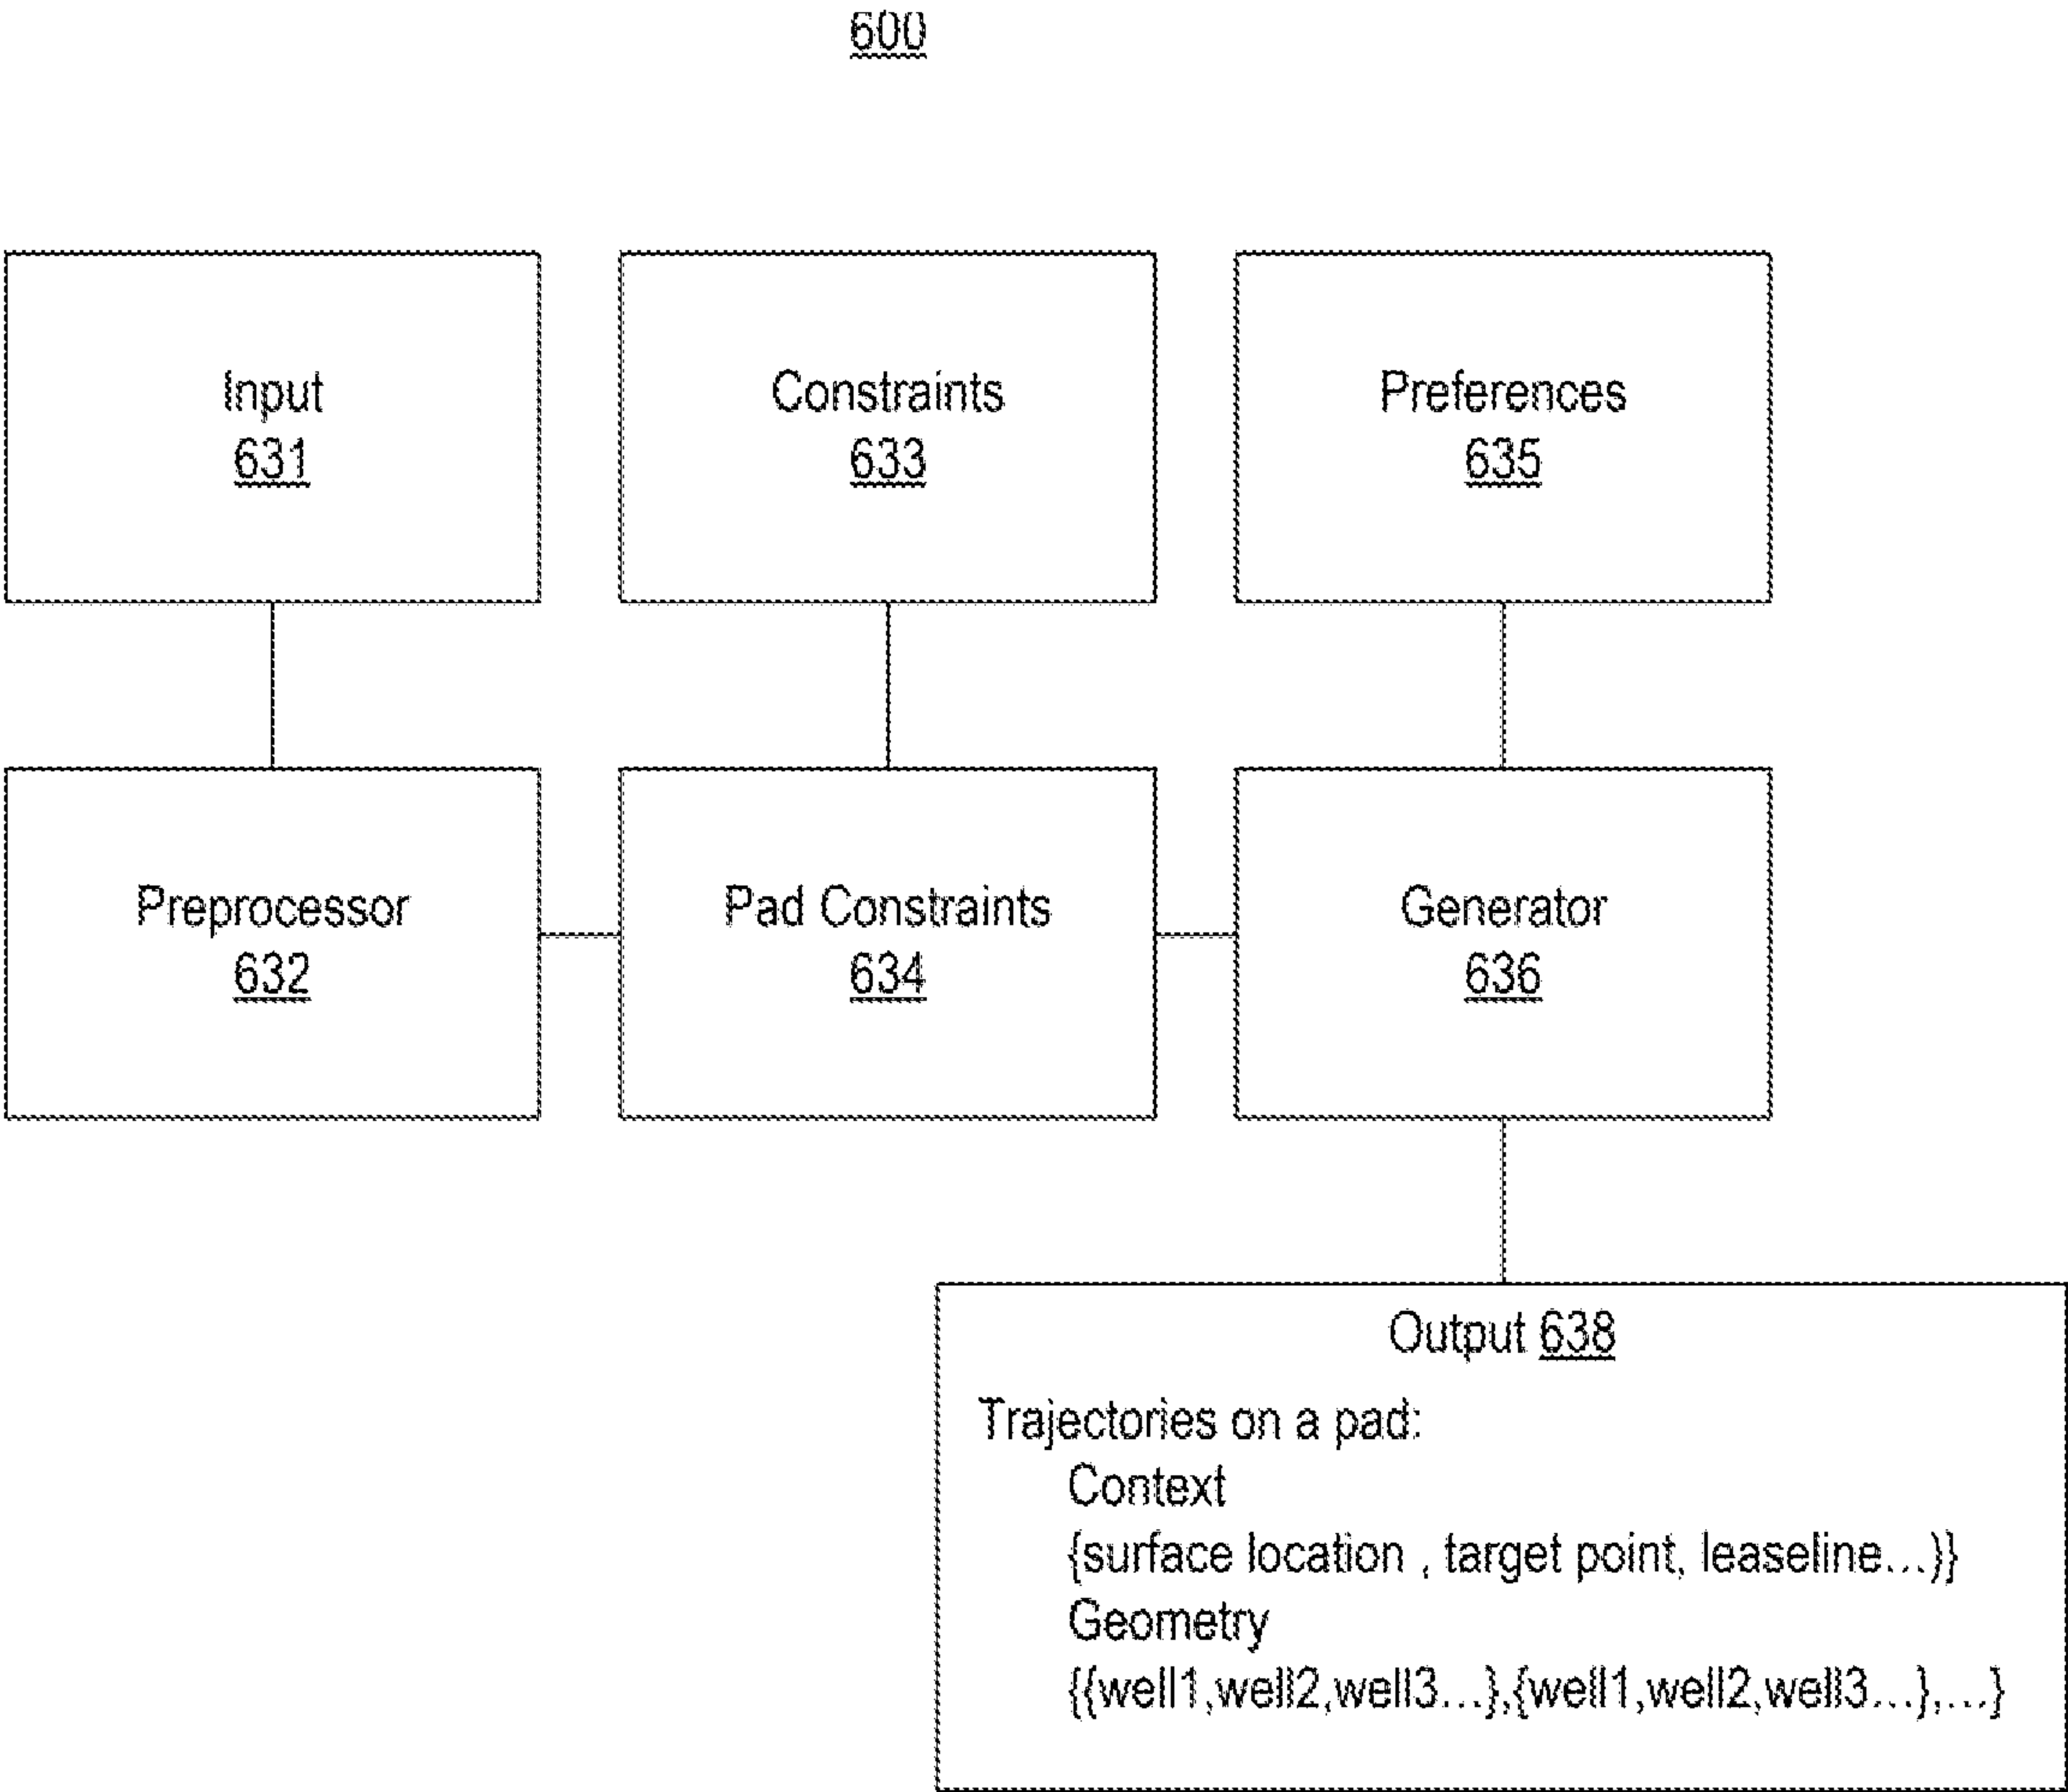 600
Input
631
Constraints
633
Preferences
635
Preprocessor
632
Pad Constraints
634
Generator
636
Output 638
Trajectories on a pad:
Context
{surface location , target point, leaseline...)}
Geometry
{{well1,well2,well3...},{well1,well2,well3...},...}